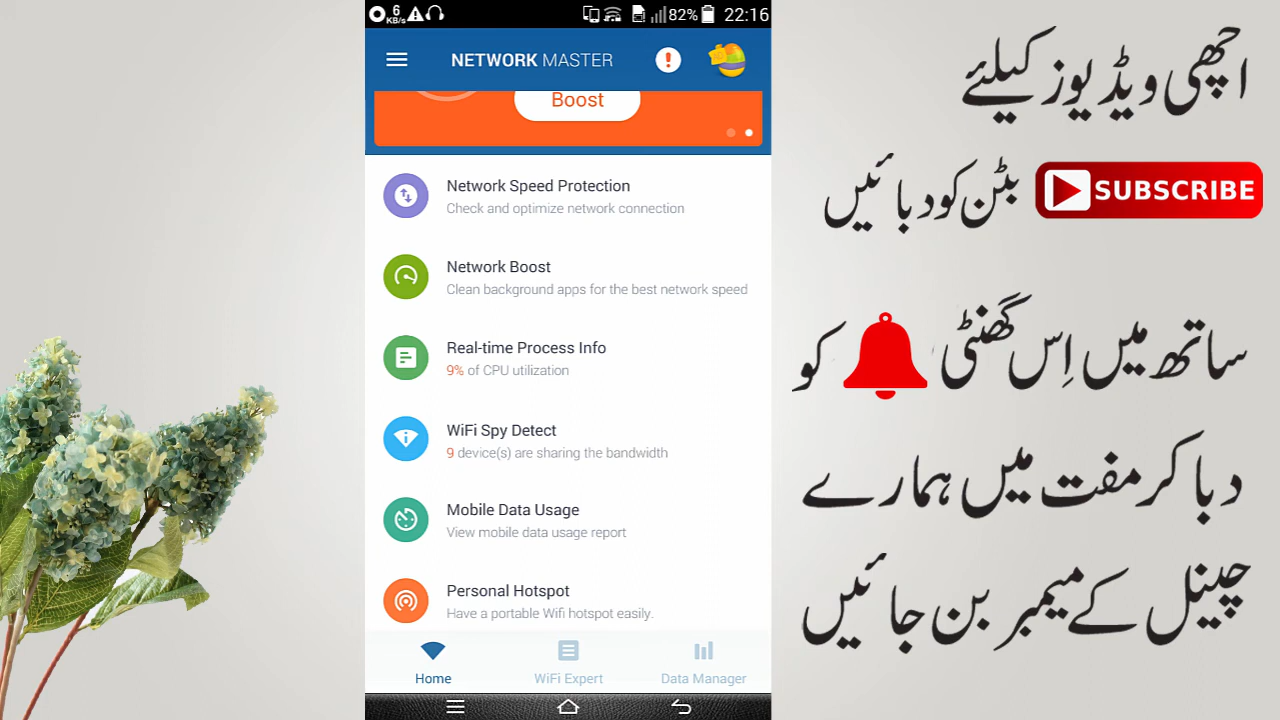 6 KB/s 82% 22:16
NETWORK MASTER
Boost
Network Speed Protection
Check and optimize network connection
Network Boost
Clean background apps for the best network speed
Real-time Process Info
9% of CPU utilization
WiFi Spy Detect
9 device(s) are sharing the bandwidth
Mobile Data Usage
View mobile data usage report
Personal Hotspot
Have a portable Wifi hotspot easily.
Home WiFi Expert Data Manager
اچھی ویڈیوز کیلئے
SUBSCRIBE بٹن کو دبائیں
ساتھ میں اِس گھنٹی کو
دبا کر مفت میں ہمارے
چینل کے میمبر بن جائیں